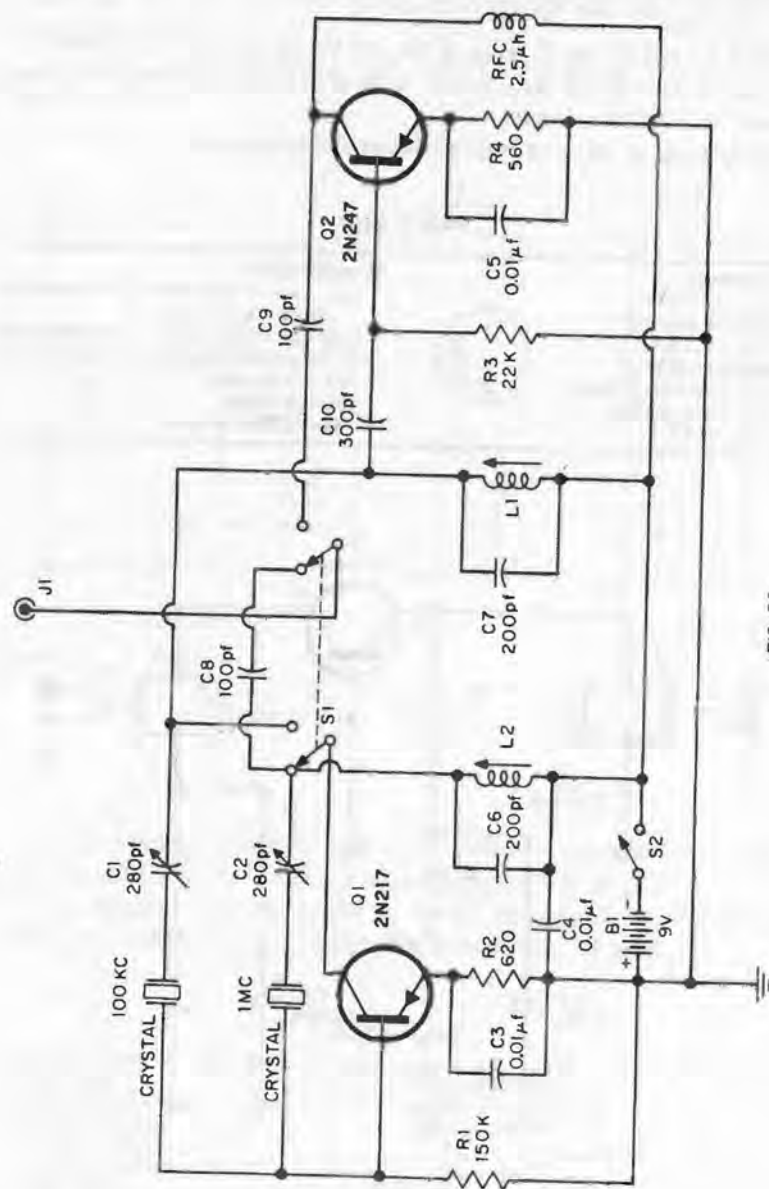 J1
C1
280pf
100 KC
CRYSTAL
C2
280pf
1MC
CRYSTAL
C8
100pf
S1
C9
100pf
C10
300pf
Q1
2N217
Q2
2N247
RFC
2.5μh
R1
150K
C3
0.01μf
R2
620
C4
0.01μf
C6
200pf
L2
C7
200pf
L1
R3
22K
C5
0.01μf
R4
560
+
B1
-
9V
S2